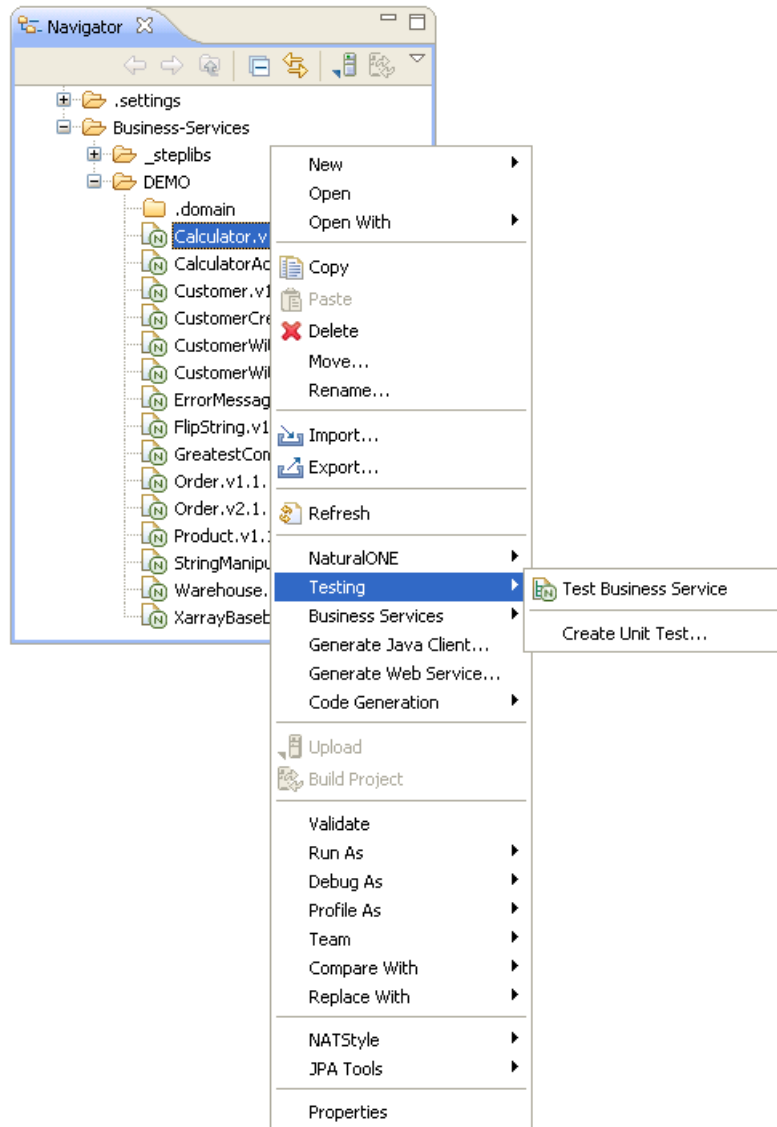 Navigator
.settings
Business-Services
_steplibs
DEMO
.domain
Calculator.v
CalculatorAc
Customer.v1
CustomerCre
CustomerWi
CustomerWi
ErrorMessag
FlipString.v1
GreatestCon
Order.v1.1.
Order.v2.1.
Product.v1.
StringManipu
Warehouse.
XarrayBaseb
New
Open
Open With
Copy
Paste
Delete
Move...
Rename...
Import...
Export...
Refresh
NaturalONE
Testing
Business Services
Generate Java Client...
Generate Web Service...
Code Generation
Upload
Build Project
Validate
Run As
Debug As
Profile As
Team
Compare With
Replace With
NATStyle
JPA Tools
Properties
Test Business Service
Create Unit Test...